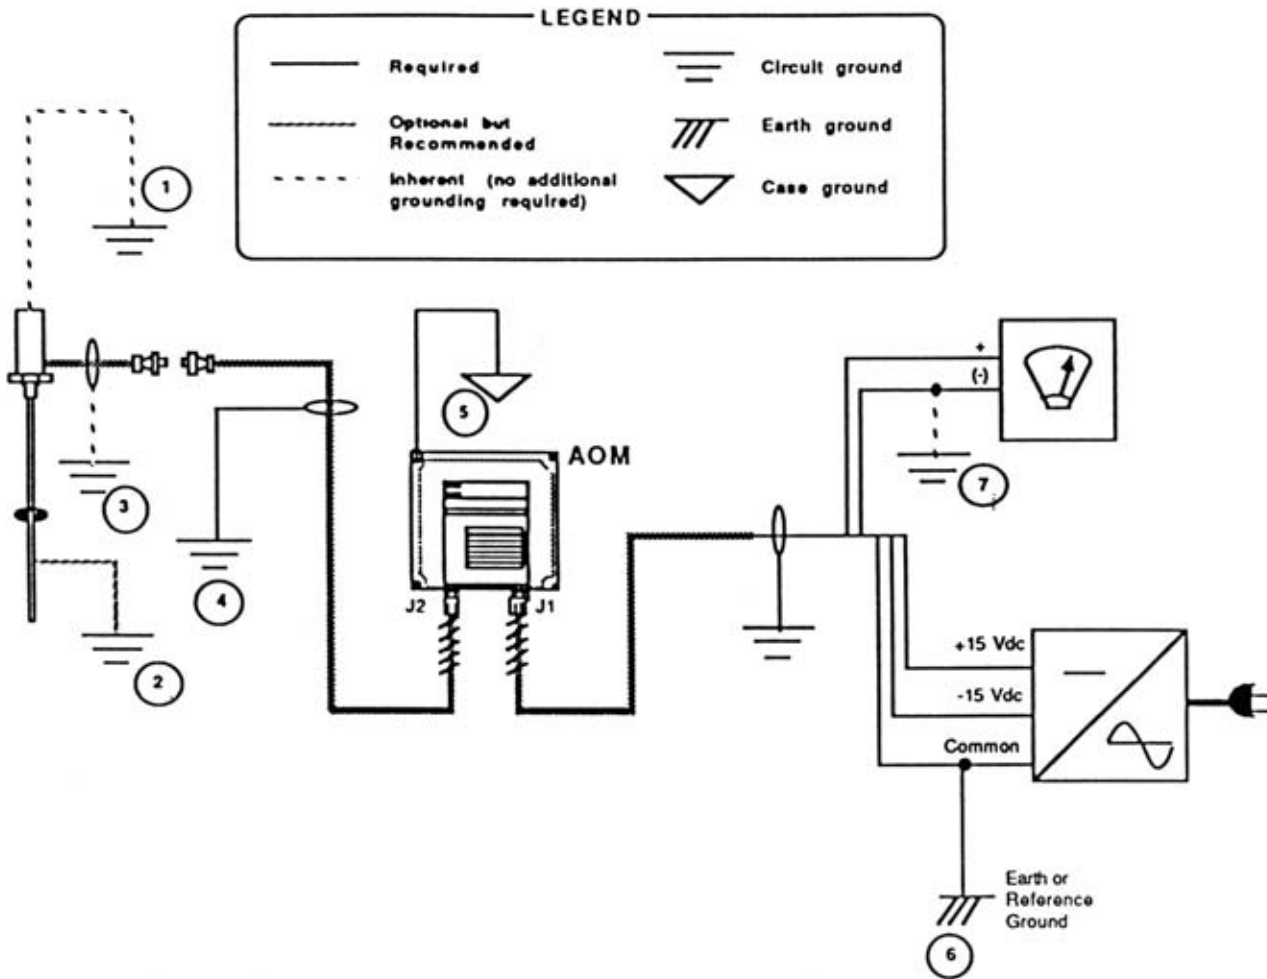 LEGEND
Required
Circuit ground
Optional but
Recommended
Earth ground
Inherent (no additional
grounding required)
Case ground
1
2
3
4
5
AOM
J2
J1
+
(-)
7
+15 Vdc
-15 Vdc
Common
Earth or
Reference
Ground
6